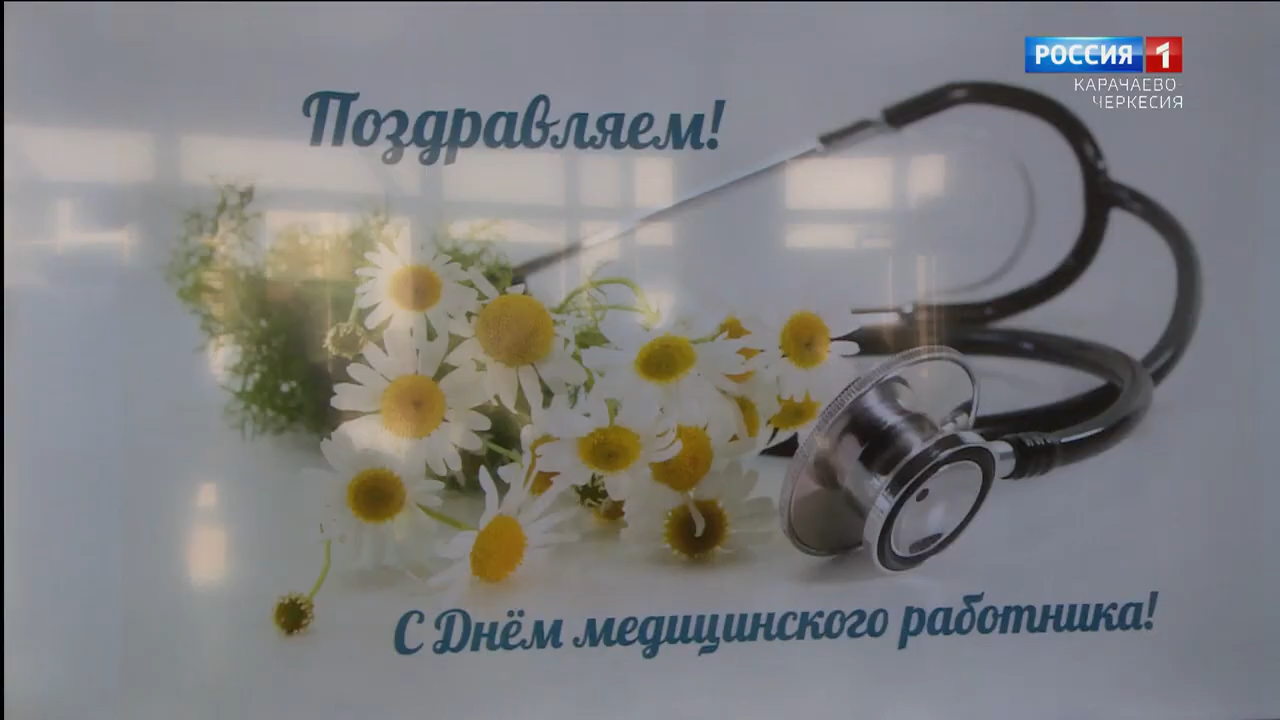 РОССИЯ 1
КАРАЧАЕВО-
ЧЕРКЕСИЯ
Поздравляем!
С Днём медицинского работника!